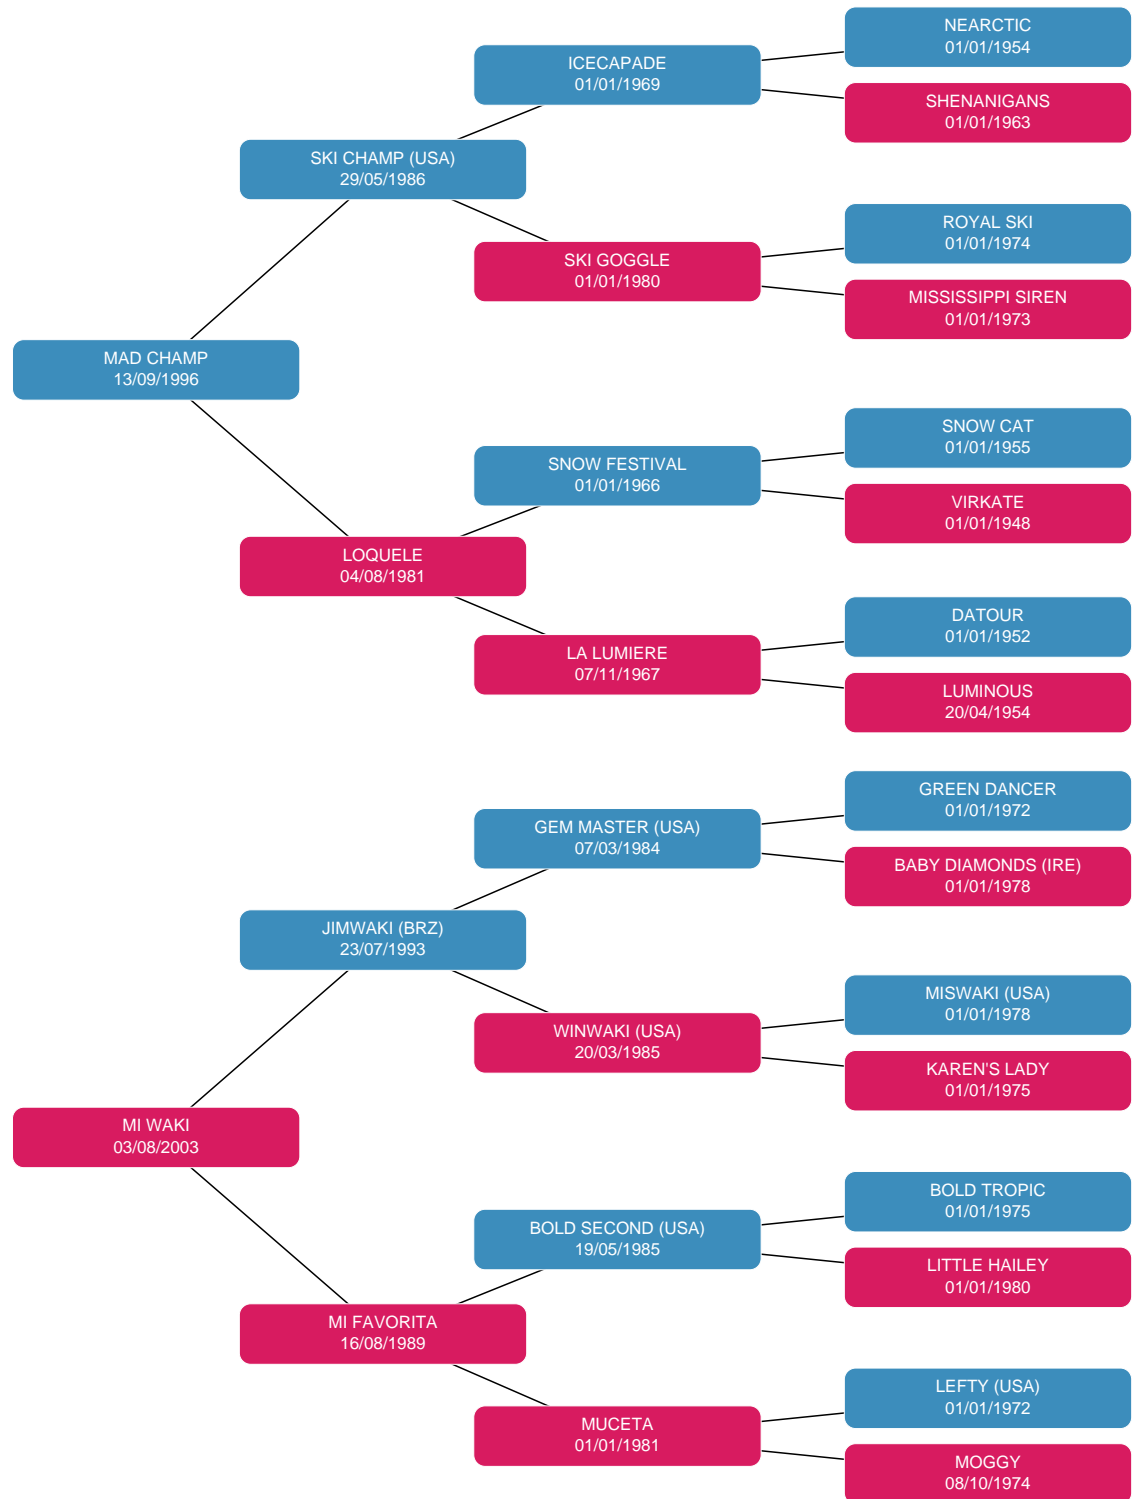 NEARCTIC
01/01/1954
ICECAPADE
01/01/1969
SHENANIGANS
01/01/1963
SKI CHAMP (USA)
29/05/1986
ROYAL SKI
01/01/1974
SKI GOGGLE
01/01/1980
MISSISSIPPI SIREN
01/01/1973
MAD CHAMP
13/09/1996
SNOW CAT
01/01/1955
SNOW FESTIVAL
01/01/1966
VIRKATE
01/01/1948
LOQUELE
04/08/1981
DATOUR
01/01/1952
LA LUMIERE
07/11/1967
LUMINOUS
20/04/1954
GREEN DANCER
01/01/1972
GEM MASTER (USA)
07/03/1984
BABY DIAMONDS (IRE)
01/01/1978
JIMWAKI (BRZ)
23/07/1993
MISWAKI (USA)
01/01/1978
WINWAKI (USA)
20/03/1985
KAREN'S LADY
01/01/1975
MI WAKI
03/08/2003
BOLD TROPIC
01/01/1975
BOLD SECOND (USA)
19/05/1985
LITTLE HAILEY
01/01/1980
MI FAVORITA
16/08/1989
LEFTY (USA)
01/01/1972
MUCETA
01/01/1981
MOGGY
08/10/1974